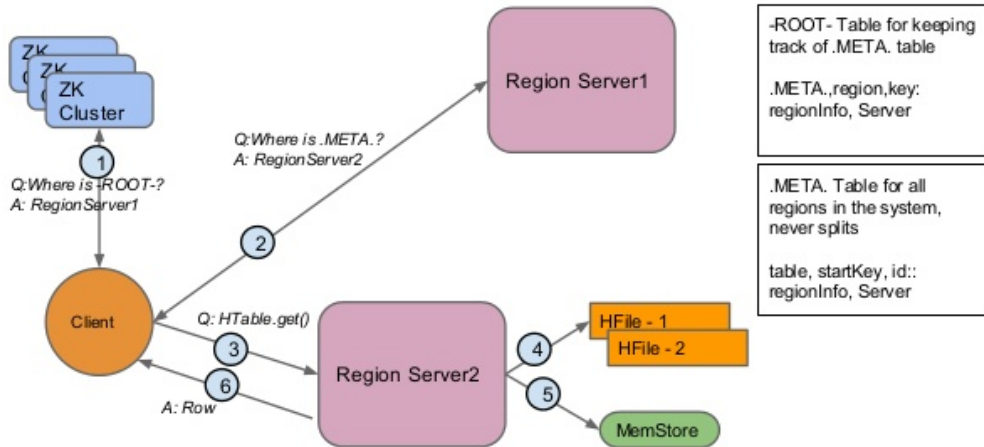 ZK
C
ZK
C
ZK
Cluster
1
Q:Where is -ROOT-?
A: RegionServer1
Client
Q:Where is .META.?
A: RegionServer2
2
Region Server1
Q: HTable.get()
3
6
A: Row
Region Server2
4
5
HFile - 1
HFile - 2
MemStore
-ROOT- Table for keeping
track of .META. table
.META.,region,key:
regionInfo, Server
.META. Table for all
regions in the system,
never splits
table, startKey, id::
regionInfo, Server